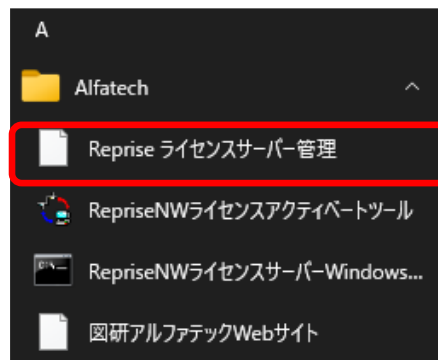 A
Alfatech
Reprise ライセンスサーバー管理
RepriseNWライセンスアクティベートツール
RepriseNWライセンスサーバーWindows...
図研アルファテックWebサイト